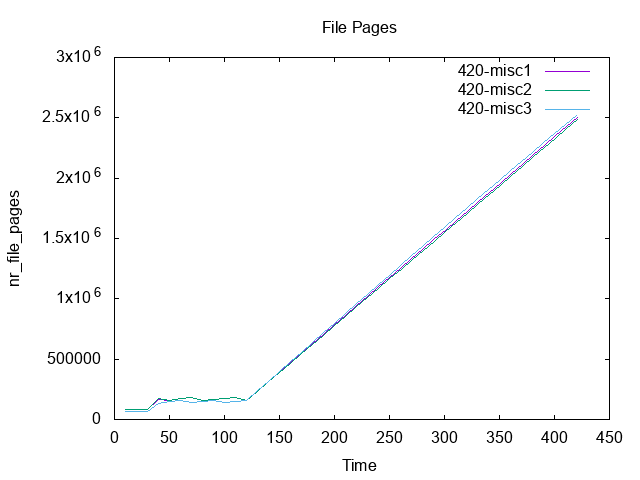 File Pages
3x10^6
2.5x10^6
2x10^6
1.5x10^6
1x10^6
500000
0
nr_file_pages
420-misc1
420-misc2
420-misc3
0 50 100 150 200 250 300 350 400 450
Time